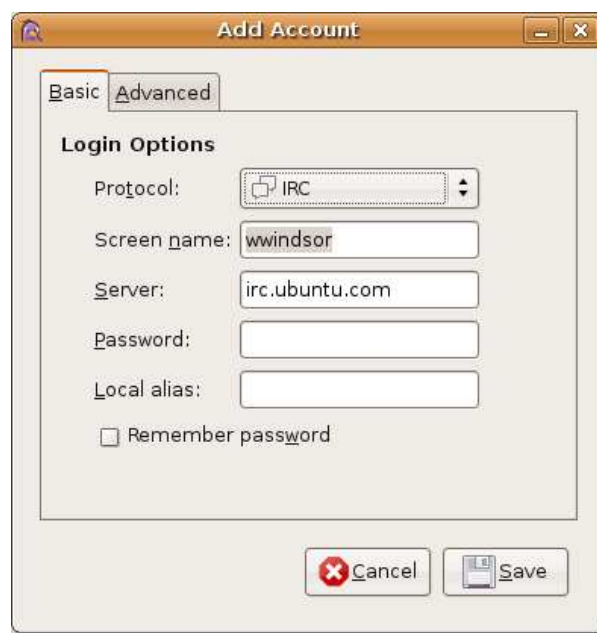 Add Account
Basic Advanced
Login Options
Protocol: IRC
Screen name: wwindsor
Server: irc.ubuntu.com
Password:
Local alias:
Remember password
Cancel Save